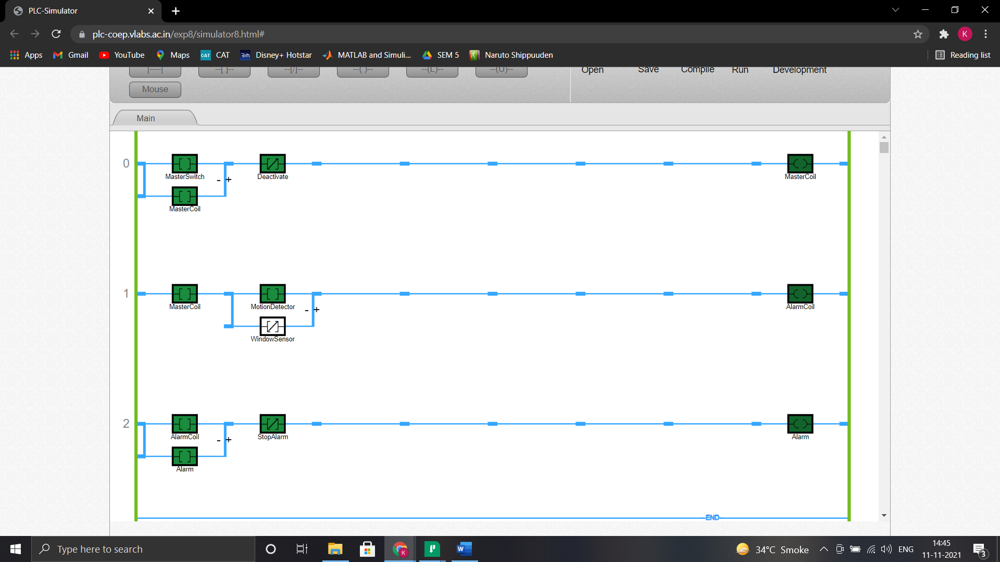 PLC-Simulator
plc-coep.vlabs.ac.in/exp8/simulator8.html#
K
Apps Gmail YouTube Maps CAT CAT Dh Disney+ Hotstar MATLAB and Simuli... SEM 5 Naruto Shippuuden Reading list
|----| --[ ]-- --[/]-- --( )-- --(L)-- --(U)-- Open Save Compile Run Development
Mouse
Main
0
MasterSwitch - + Deactivate MasterCoil
MasterCoil
1
MasterCoil MotionDetector - + AlarmCoil
WindowSensor
2
AlarmCoil - + StopAlarm Alarm
Alarm
END
Type here to search
K
W
34°C Smoke ENG
14:45
11-11-2021
3